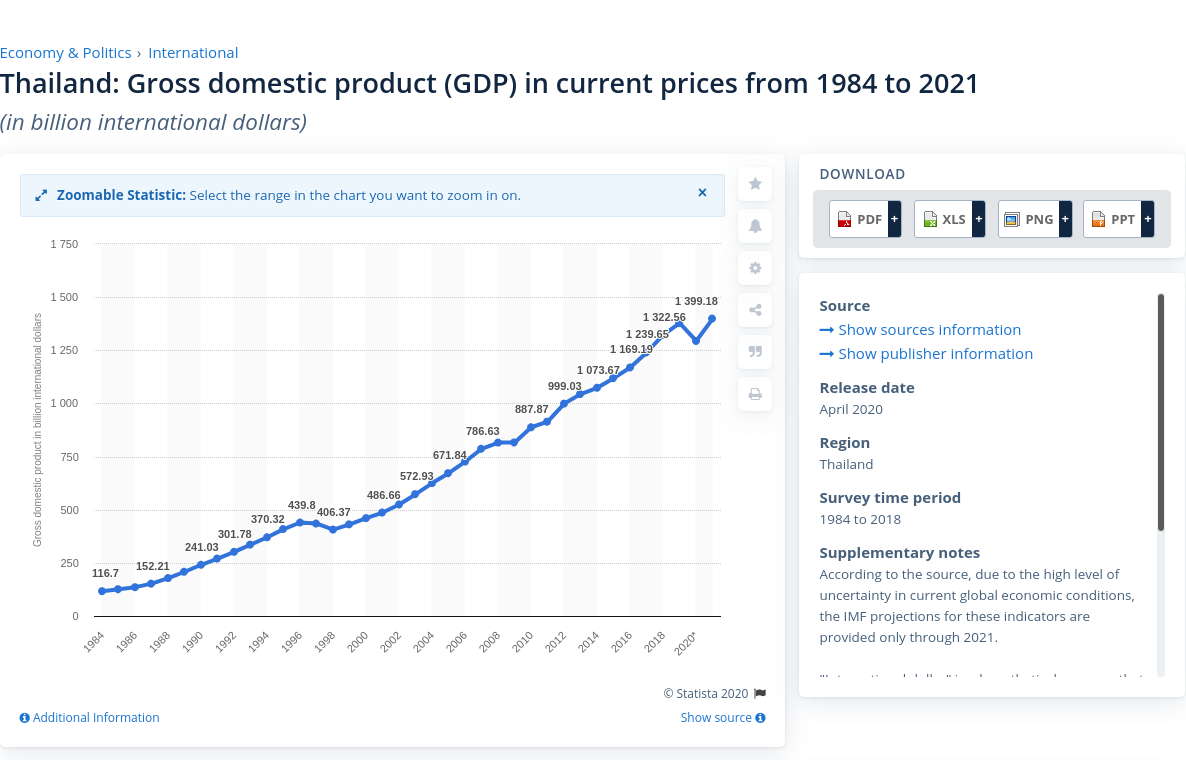 Economy & Politics › International
Thailand: Gross domestic product (GDP) in current prices from 1984 to 2021
(in billion international dollars)
Zoomable Statistic: Select the range in the chart you want to zoom in on. ×
Gross domestic product in billion international dollars
1 750
1 500
1 250
1 000
750
500
250
0
116.7
152.21
241.03
301.78
370.32
439.8
406.37
486.66
572.93
671.84
786.63
887.87
999.03
1 073.67
1 169.19
1 239.65
1 322.56
1 399.18
1984 1986 1988 1990 1992 1994 1996 1998 2000 2002 2004 2006 2008 2010 2012 2014 2016 2018 2020*
© Statista 2020
Additional Information
Show source
DOWNLOAD
PDF + XLS + PNG + PPT +
Source
Show sources information
Show publisher information
Release date
April 2020
Region
Thailand
Survey time period
1984 to 2018
Supplementary notes
According to the source, due to the high level of
uncertainty in current global economic conditions,
the IMF projections for these indicators are
provided only through 2021.